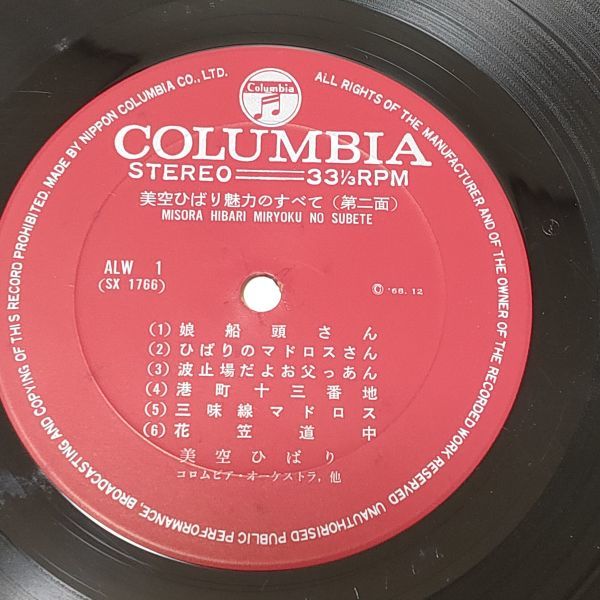 Columbia
COLUMBIA
STEREO 33⅓RPM
美空ひばり魅力のすべて(第二面)
MISORA HIBARI MIRYOKU NO SUBETE
ALW 1
(SX 1766)
Ⓒ '68.12
(1) 娘船頭さん
(2) ひばりのマドロスさん
(3) 波止場だよお父っあん
(4) 港町十三番地
(5) 三味線マドロス
(6) 花笠道中
美空ひばり
コロムビア・オーケストラ,他
ALL RIGHTS OF THE MANUFACTURER AND OF THE OWNER OF THE RECORDED WORK RESERVED. UNAUTHORISED PUBLIC PERFORMANCE, BROADCASTING AND COPYING OF THIS RECORD PROHIBITED. MADE BY NIPPON COLUMBIA CO., LTD.